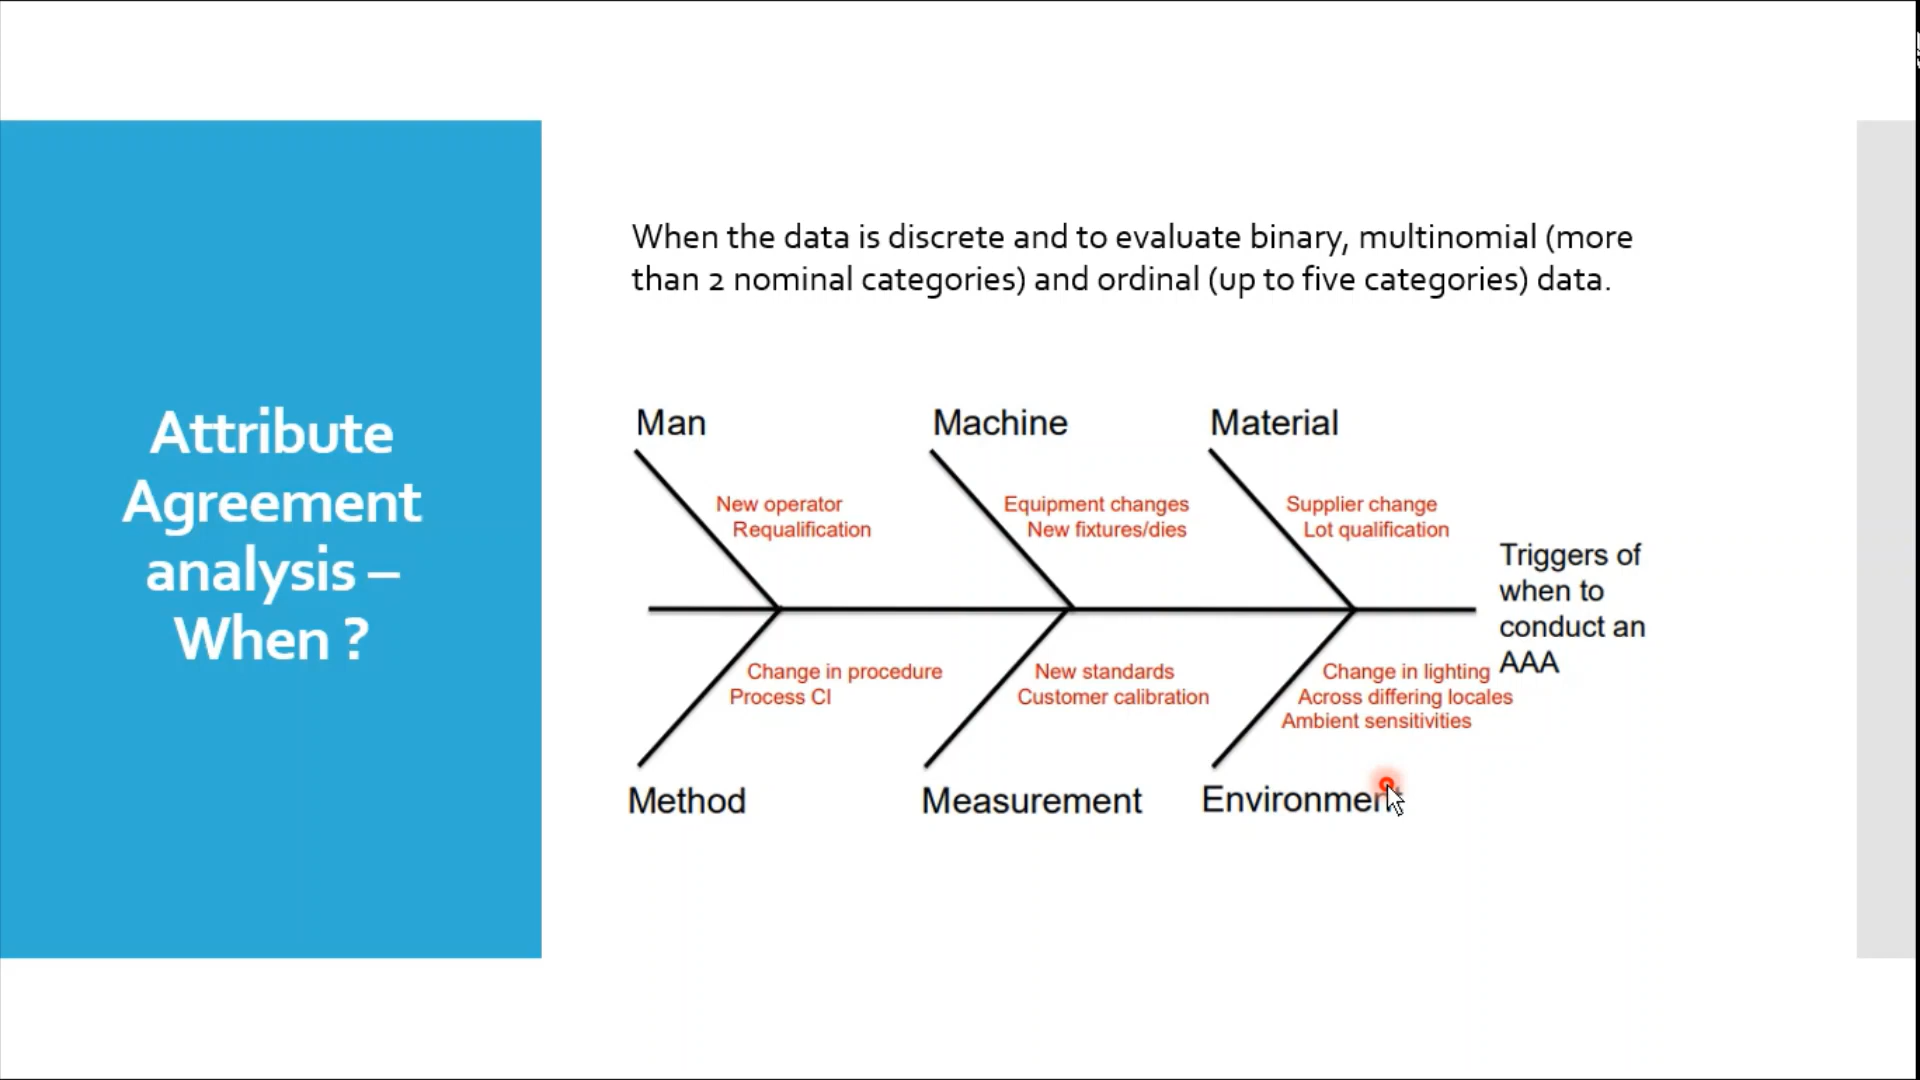 Attribute
Agreement
analysis –
When ?
When the data is discrete and to evaluate binary, multinomial (more
than 2 nominal categories) and ordinal (up to five categories) data.
Man
Machine
Material
New operator
Requalification
Equipment changes
New fixtures/dies
Supplier change
Lot qualification
Triggers of
when to
conduct an
AAA
Change in procedure
Process CI
New standards
Customer calibration
Change in lighting
Across differing locales
Ambient sensitivities
Method
Measurement
Environment